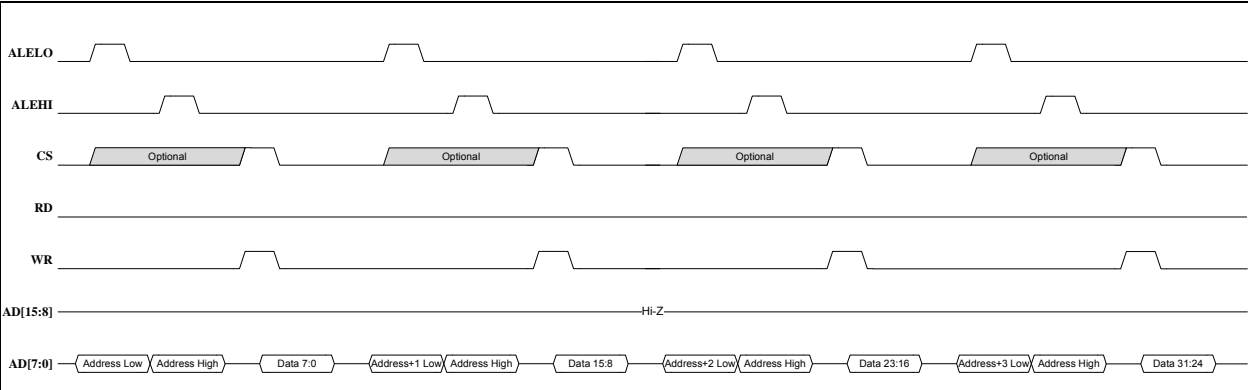 ALELO
ALEHI
CS Optional Optional Optional Optional
RD
WR
AD[15:8] Hi-Z
AD[7:0] Address Low Address High Data 7:0 Address+1 Low Address High Data 15:8 Address+2 Low Address High Data 23:16 Address+3 Low Address High Data 31:24